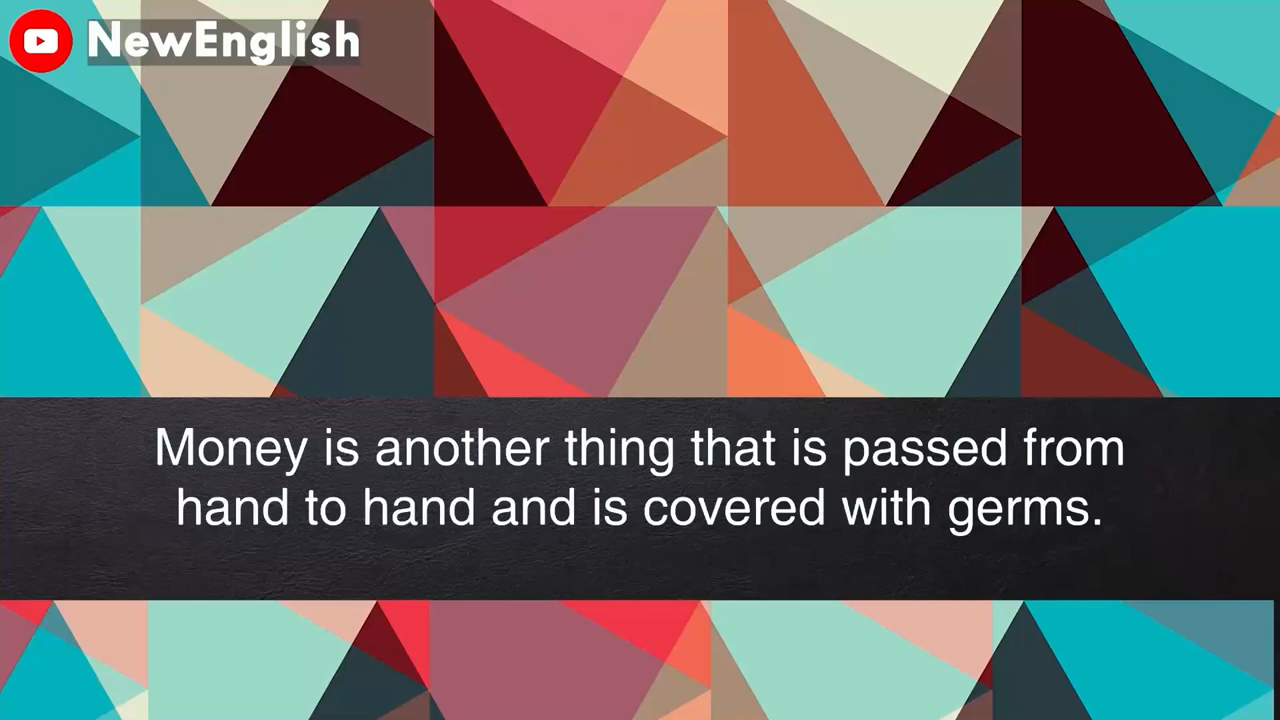 NewEnglish
Money is another thing that is passed from
hand to hand and is covered with germs.